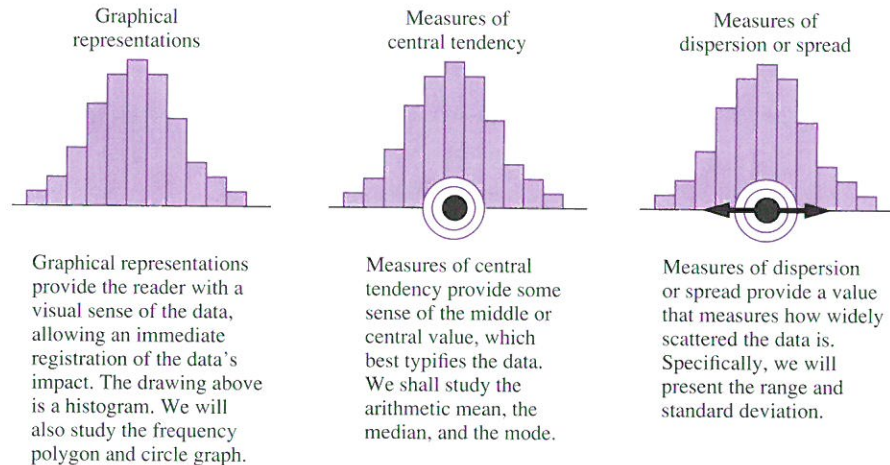 Graphical
representations
Measures of
central tendency
Measures of
dispersion or spread
Graphical representations
provide the reader with a
visual sense of the data,
allowing an immediate
registration of the data's
impact. The drawing above
is a histogram. We will
also study the frequency
polygon and circle graph.
Measures of central
tendency provide some
sense of the middle or
central value, which
best typifies the data.
We shall study the
arithmetic mean, the
median, and the mode.
Measures of dispersion
or spread provide a value
that measures how widely
scattered the data is.
Specifically, we will
present the range and
standard deviation.